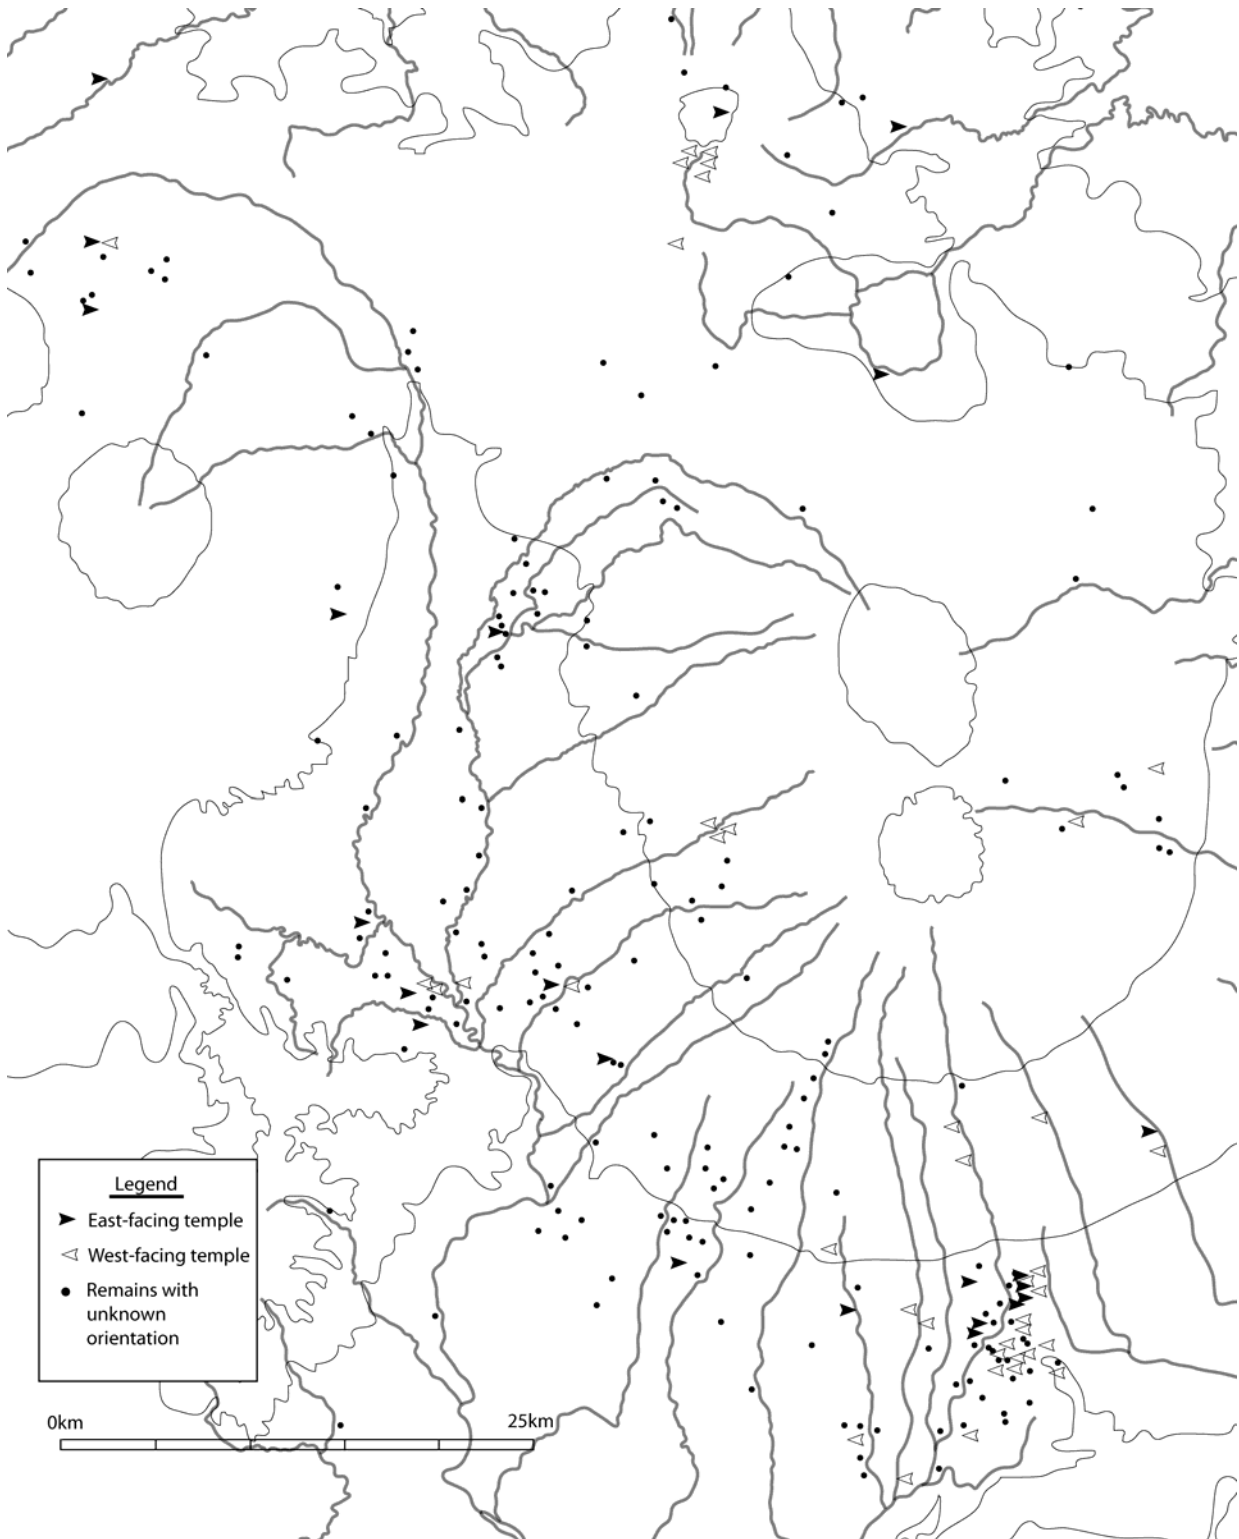 Legend
East-facing temple
West-facing temple
Remains with
unknown
orientation
0km
25km